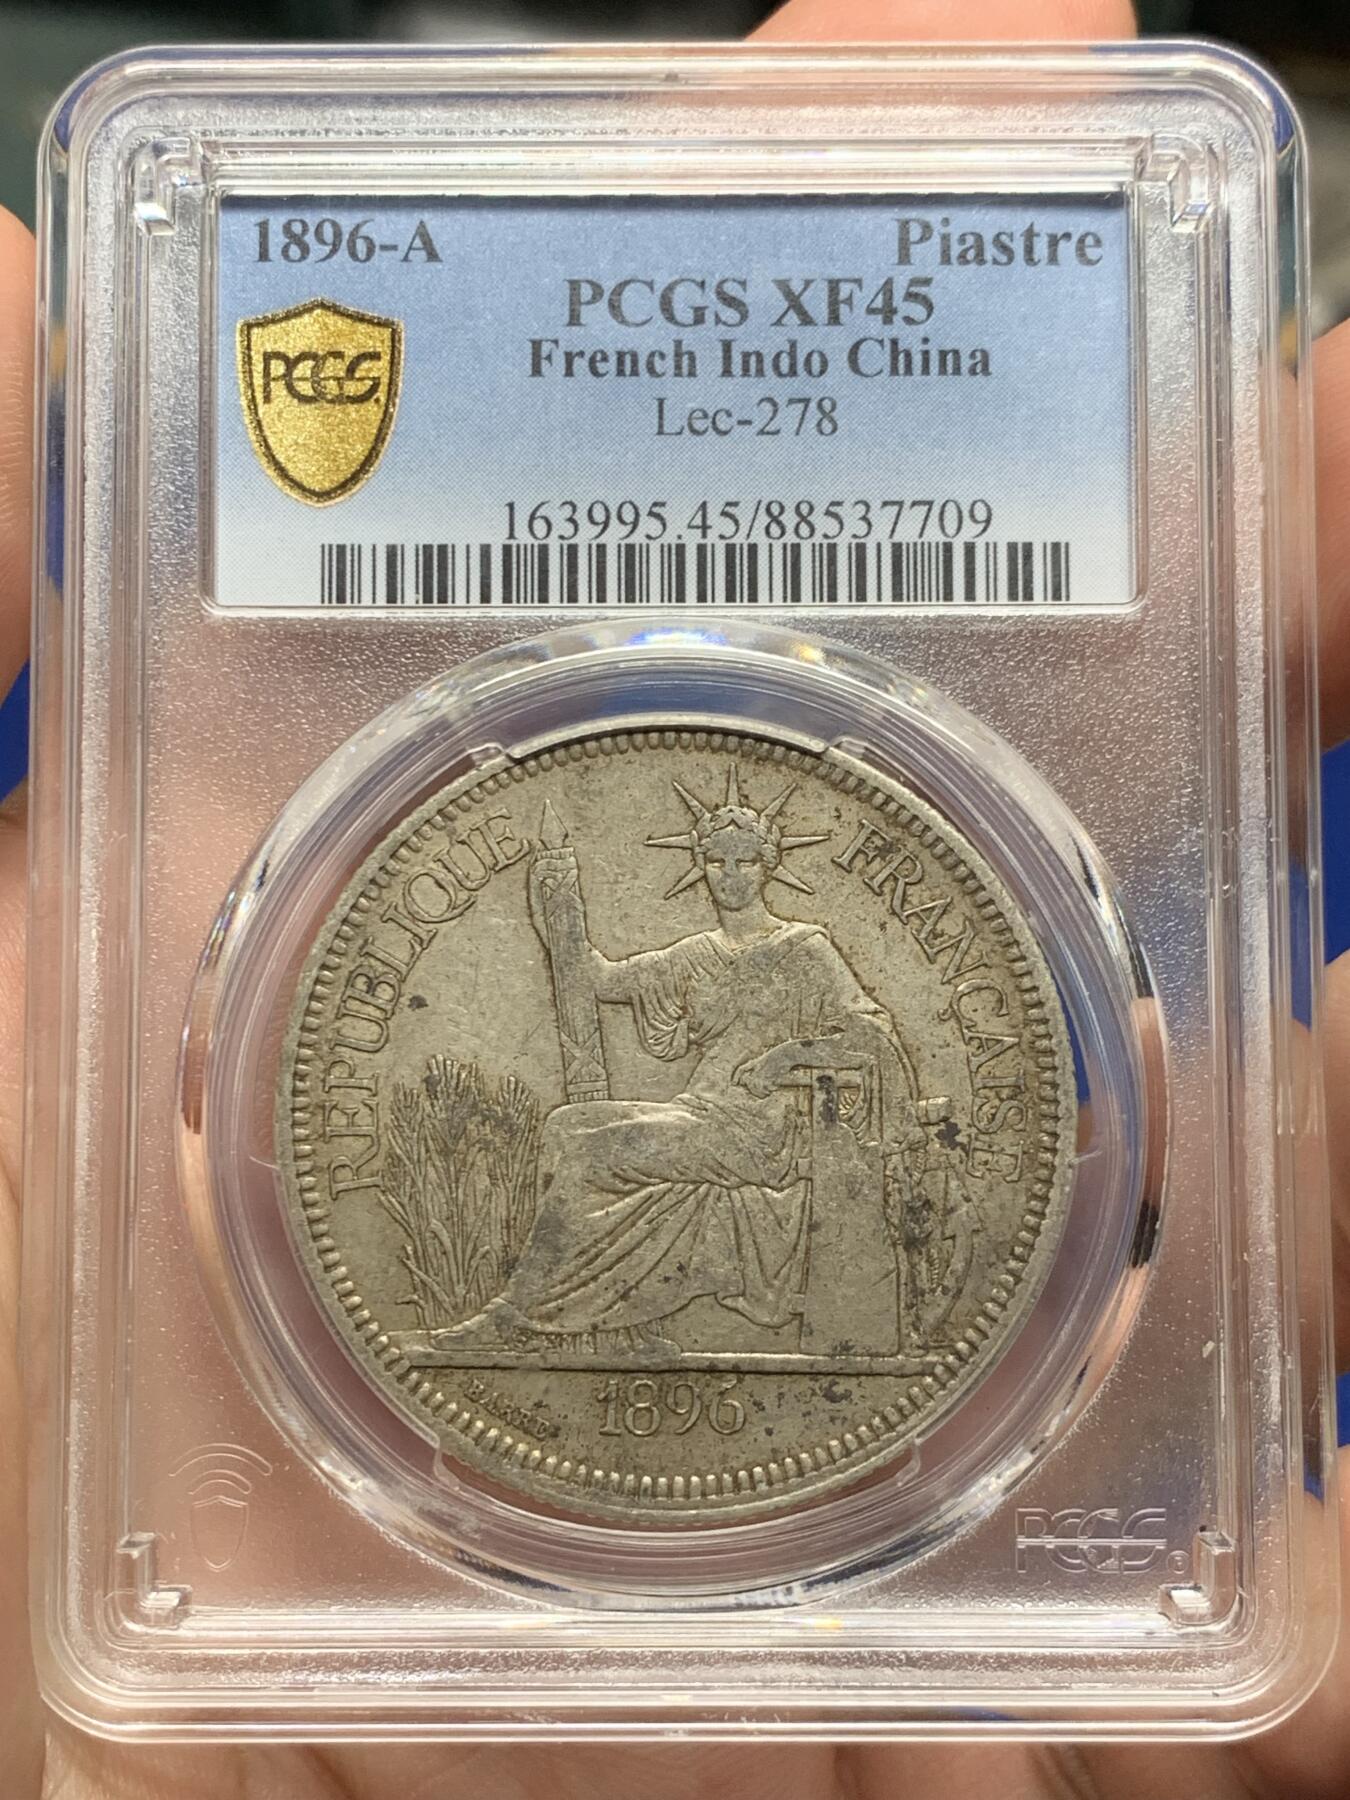 1896-A Piastre
PCGS XF45
French Indo China
PCGS
Lec-278
163995.45/88537709
REPUBLIQUE FRANÇAISE
BARRE
1896
PCGS